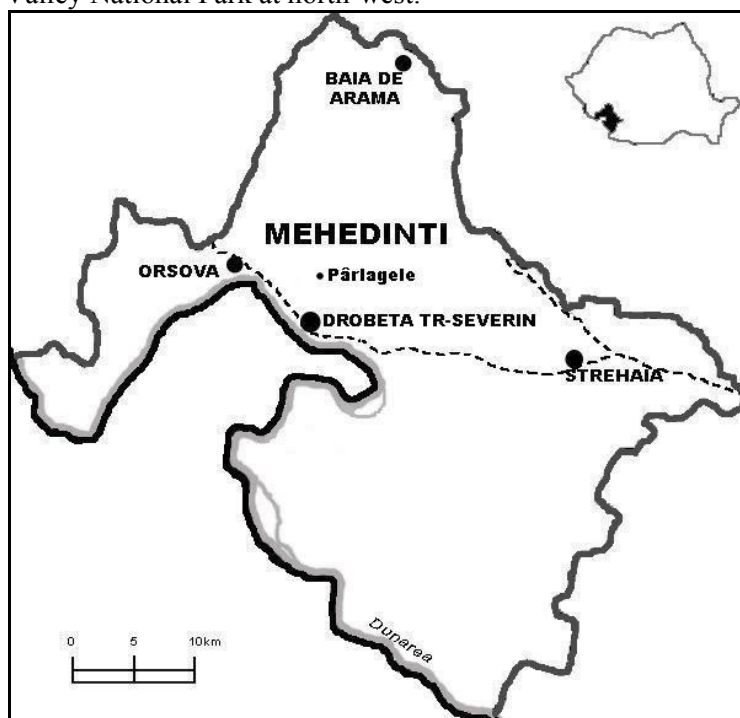 Valley National Park at north-west.
BAIA DE
ARAMA
MEHEDINTI
ORSOVA
Pârlagele
DROBETA TR-SEVERIN
STREHAIA
Dunarea
0 5 10km